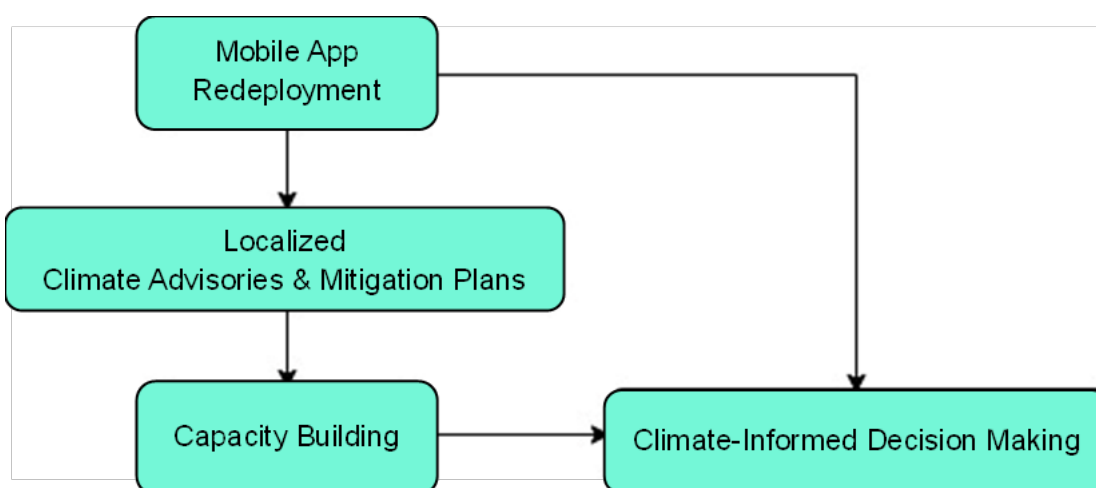 Mobile App
Redeployment
Localized
Climate Advisories & Mitigation Plans
Capacity Building
Climate-Informed Decision Making